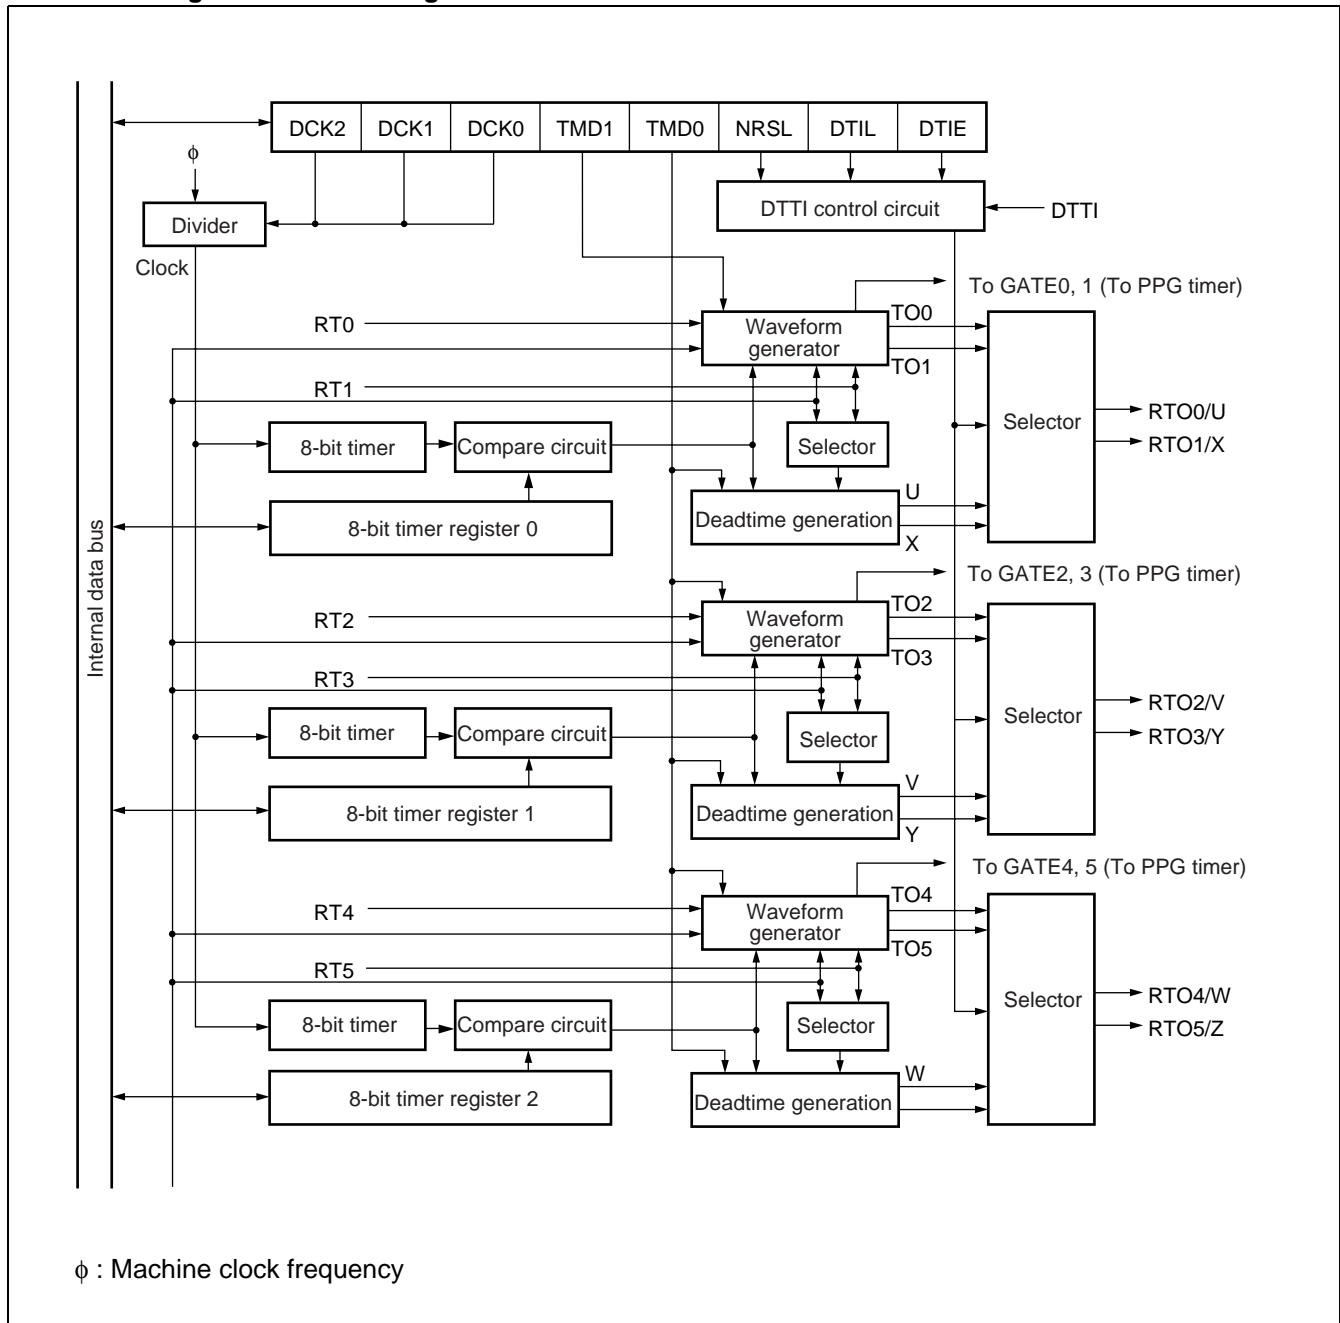 DCK2 DCK1 DCK0 TMD1 TMD0 NRSL DTIL DTIE
ϕ
DTTI control circuit
DTTI
Divider
Clock
To GATE0, 1 (To PPG timer)
RT0
Waveform
generator
TO0
TO1
RT1
Selector
RTO0/U
RTO1/X
8-bit timer
Compare circuit
Selector
8-bit timer register 0
Deadtime generation
U
X
Internal data bus
To GATE2, 3 (To PPG timer)
RT2
Waveform
generator
TO2
TO3
RT3
Selector
RTO2/V
RTO3/Y
8-bit timer
Compare circuit
Selector
8-bit timer register 1
Deadtime generation
V
Y
To GATE4, 5 (To PPG timer)
RT4
Waveform
generator
TO4
TO5
RT5
Selector
RTO4/W
RTO5/Z
8-bit timer
Compare circuit
Selector
8-bit timer register 2
Deadtime generation
W
ϕ : Machine clock frequency